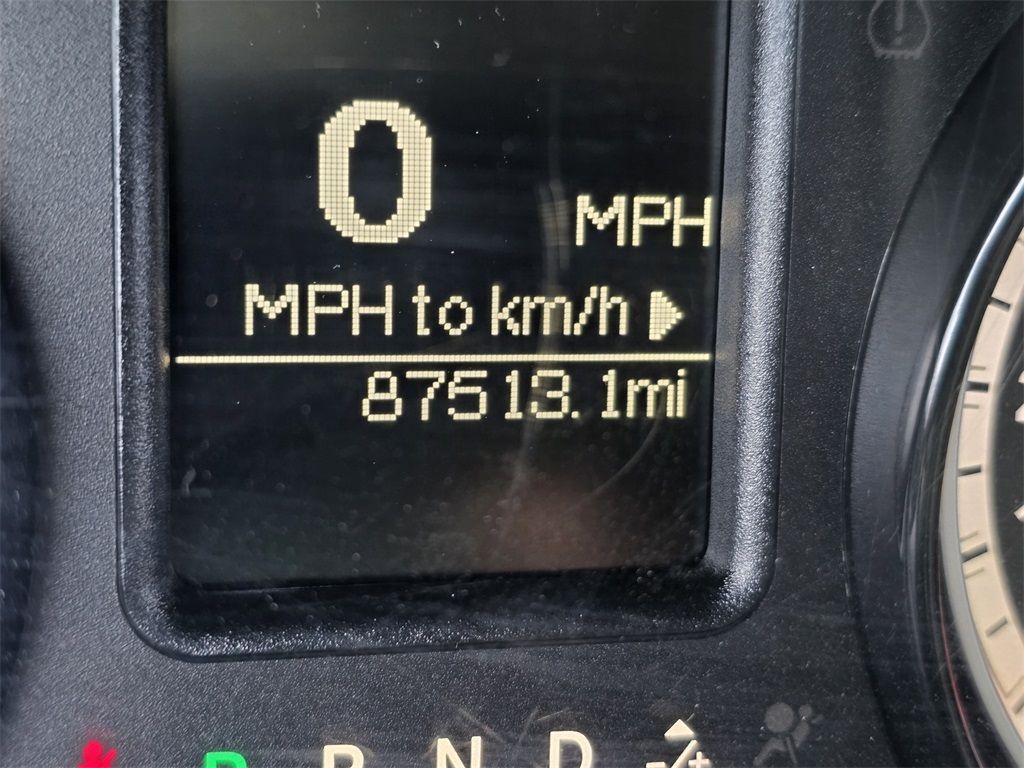 0
MPH
MPH to km/h
87513.1mi
P R N D